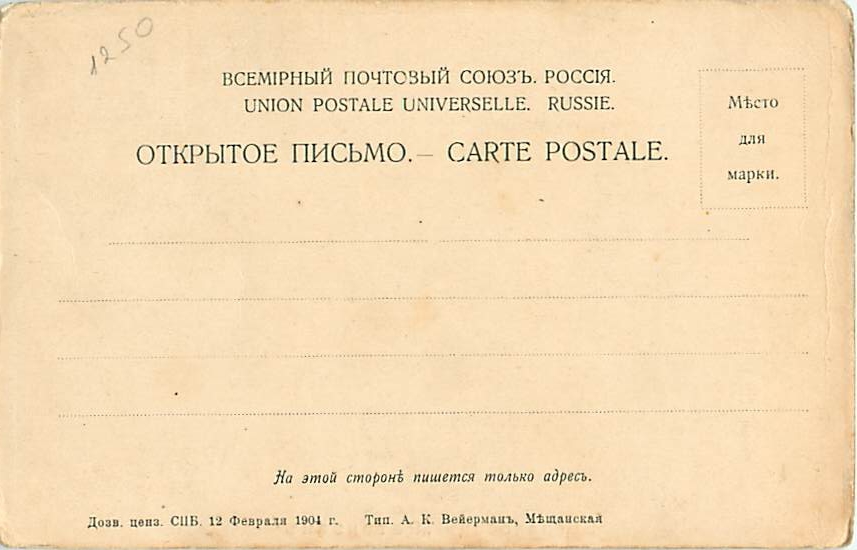 1250
ВСЕМІРНЫЙ ПОЧТОВЫЙ СОЮЗЪ. РОССІЯ.
UNION POSTALE UNIVERSELLE. RUSSIE.
ОТКРЫТОЕ ПИСЬМО.— CARTE POSTALE.
Мѣсто
для
марки.
На этой сторонѣ пишется только адресъ.
Дозв. ценз. СПБ. 12 Февраля 1904 г. Тип. А. К. Вейерманъ, Мѣщанская